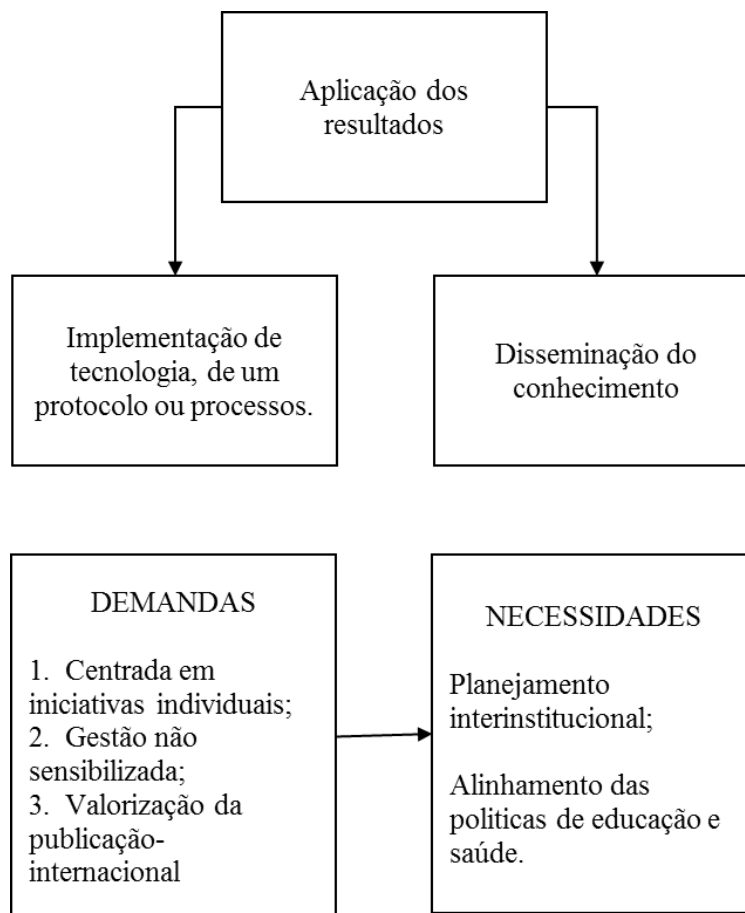 Aplicação dos
resultados
Implementação de
tecnologia, de um
protocolo ou processos.
Disseminação do
conhecimento
DEMANDAS
1. Centrada em
iniciativas individuais;
2. Gestão não
sensibilizada;
3. Valorização da
publicação-
internacional
NECESSIDADES
Planejamento
interinstitucional;
Alinhamento das
politicas de educação e
saúde.